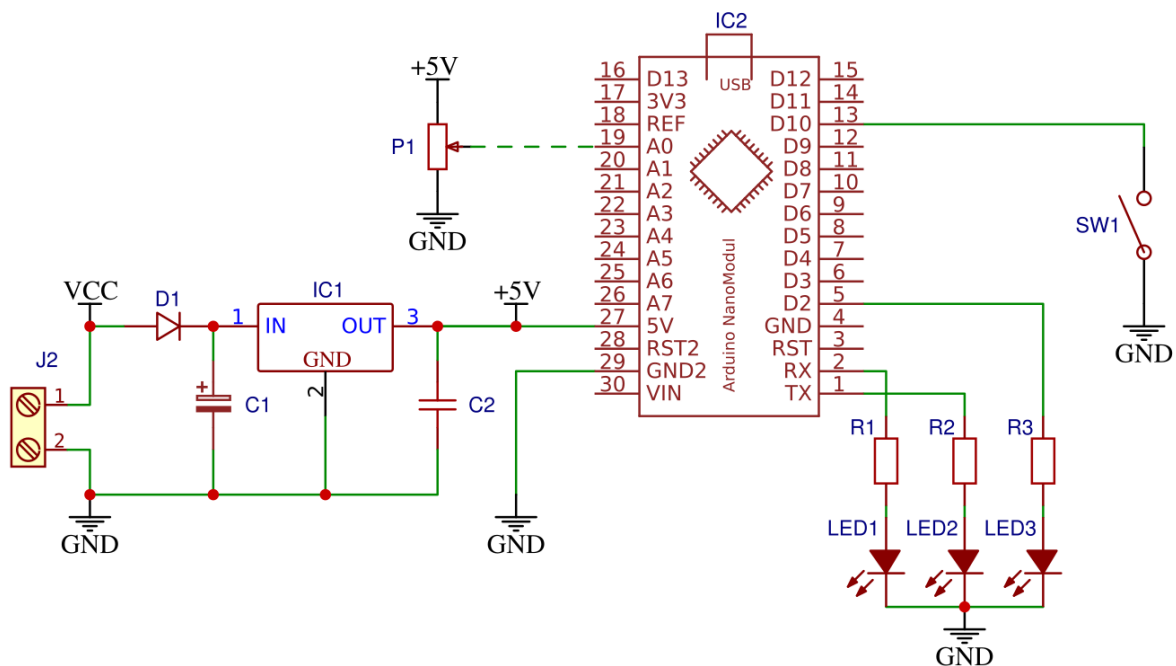 IC2
USB
+5V
P1
GND
16 D13 D12 15
17 3V3 D11 14
18 REF D10 13
19 A0 D9 12
20 A1 D8 11
21 A2 D7 10
22 A3 D6 9
23 A4 D5 8
24 A5 D4 7
25 A6 D3 6
26 A7 D2 5
27 5V GND 4
28 RST2 RST 3
29 GND2 RX 2
30 VIN TX 1
Arduino NanoModul
SW1
GND
VCC
D1
IC1
1 IN OUT 3
GND
2
+5V
J2
1
2
+
C1
C2
GND
GND
R1 R2 R3
LED1 LED2 LED3
GND